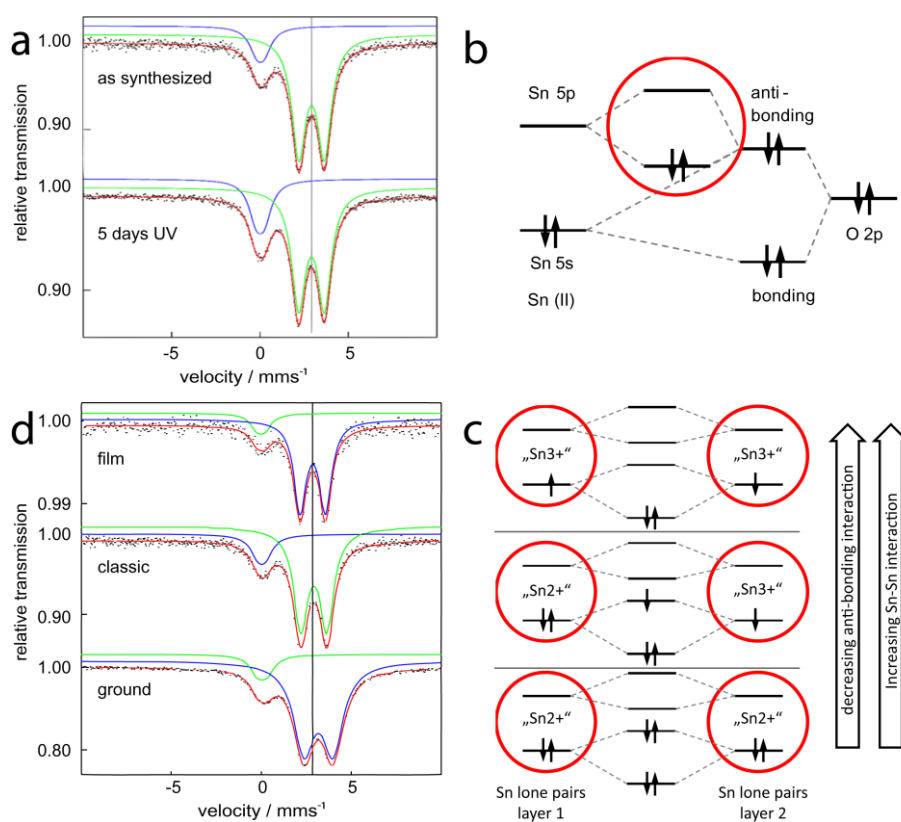 a
1.00
as synthesized
0.90
1.00
5 days UV
0.90
relative transmission
-5 0 5
velocity / mms⁻¹
b
Sn 5p
anti-
bonding
Sn 5s
O 2p
Sn (II)
bonding
d
1.00
film
0.99
1.00
classic
0.90
1.00
ground
0.80
relative transmission
-5 0 5
velocity / mms⁻¹
c
„Sn3+“ „Sn3+“
„Sn2+“ „Sn3+“
„Sn2+“ „Sn2+“
Sn lone pairs
layer 1
Sn lone pairs
layer 2
decreasing anti-bonding interaction
Increasing Sn-Sn interaction